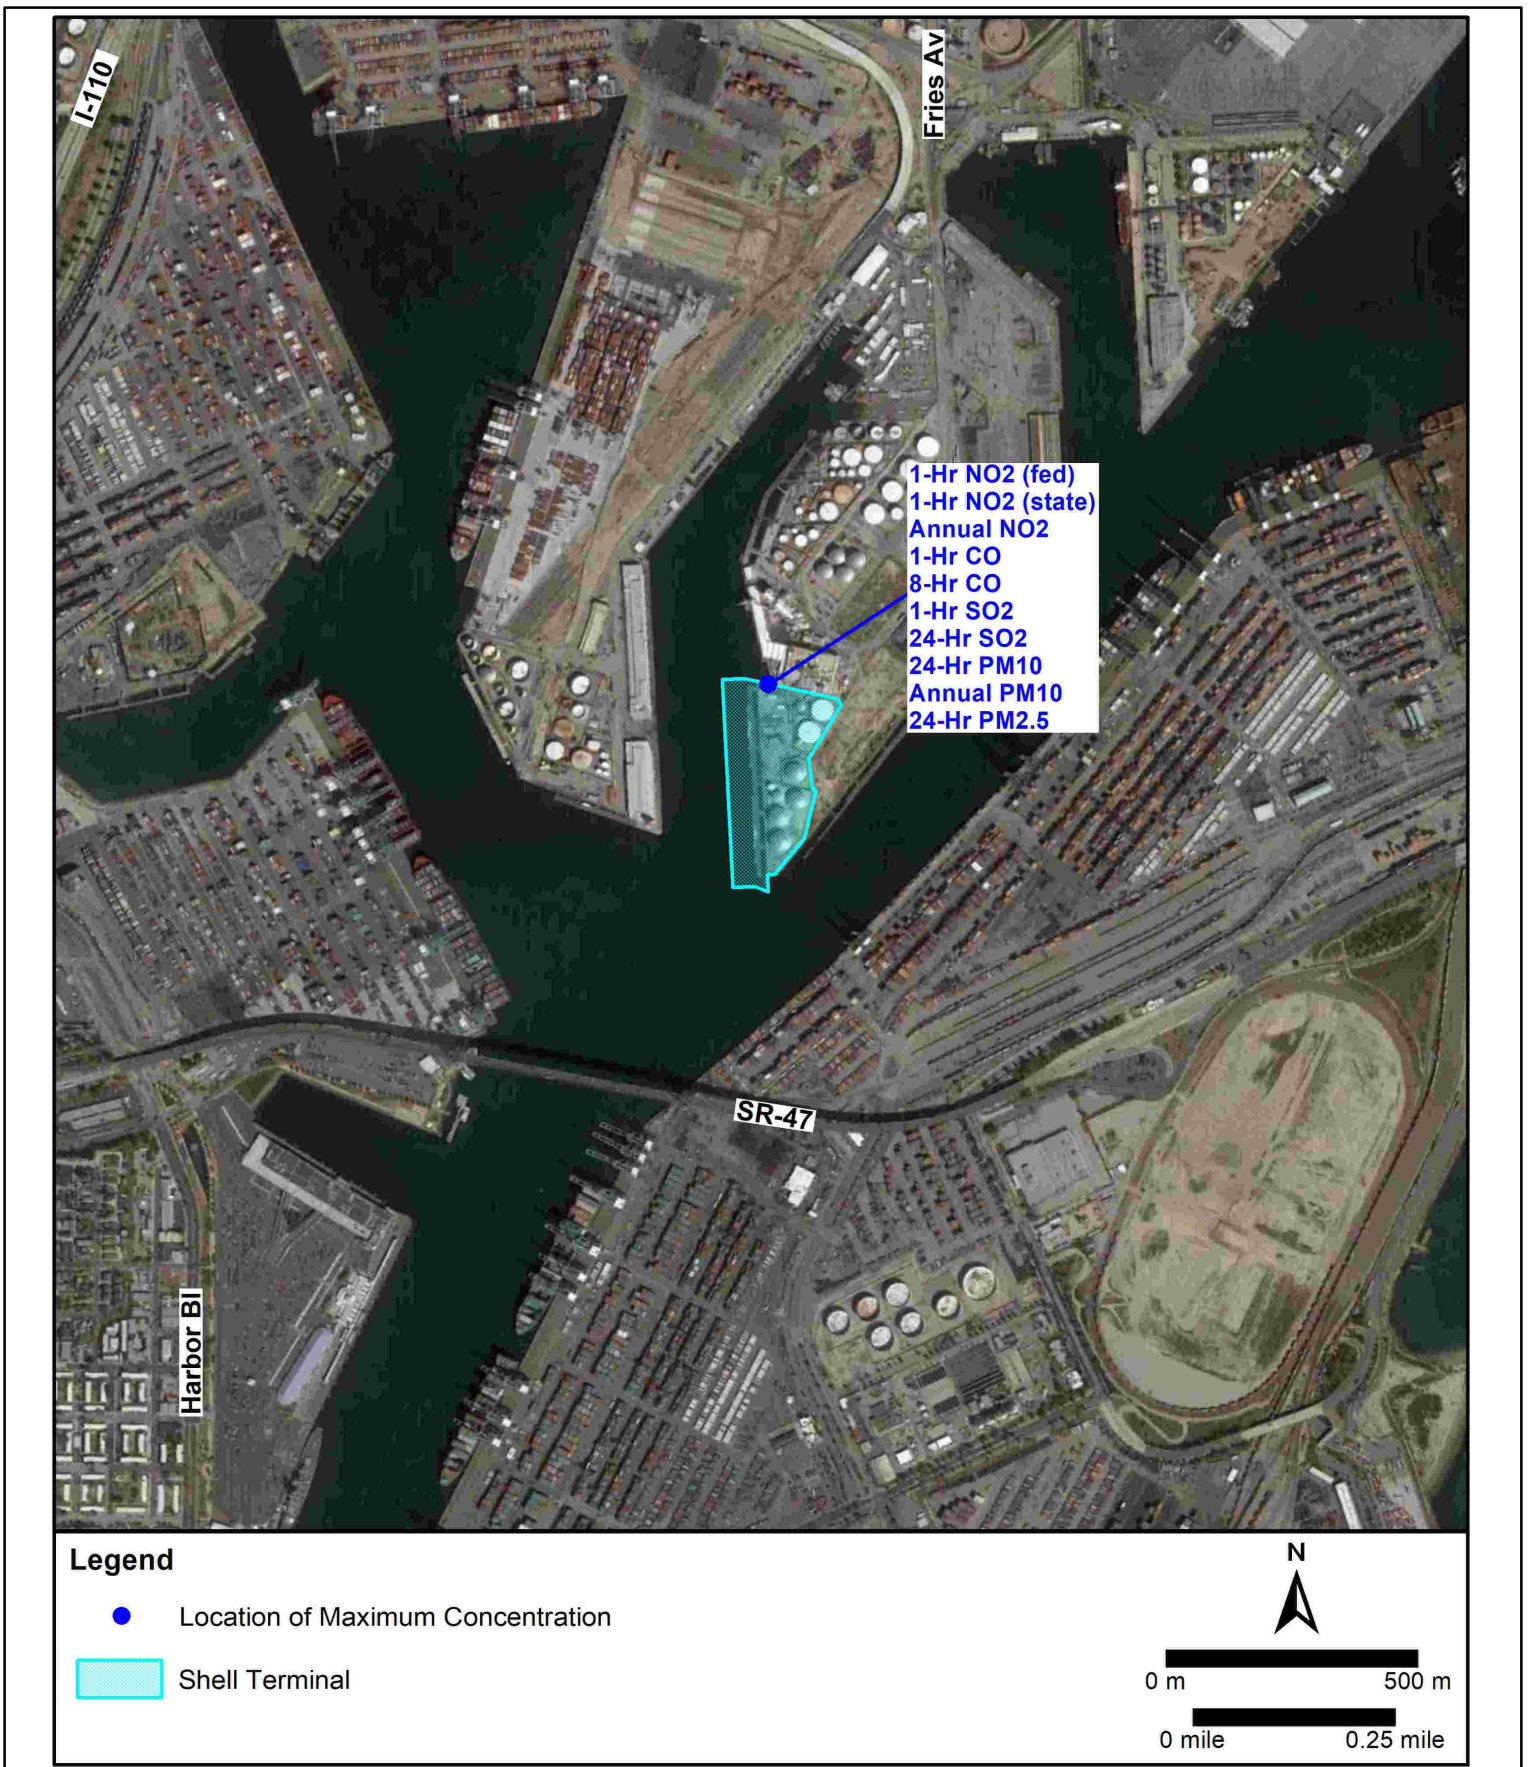 I-110
Fries Av
1-Hr NO2 (fed)
1-Hr NO2 (state)
Annual NO2
1-Hr CO
8-Hr CO
1-Hr SO2
24-Hr SO2
24-Hr PM10
Annual PM10
24-Hr PM2.5
SR-47
Harbor Bl
Legend
Location of Maximum Concentration
Shell Terminal
N
0 m 500 m
0 mile 0.25 mile